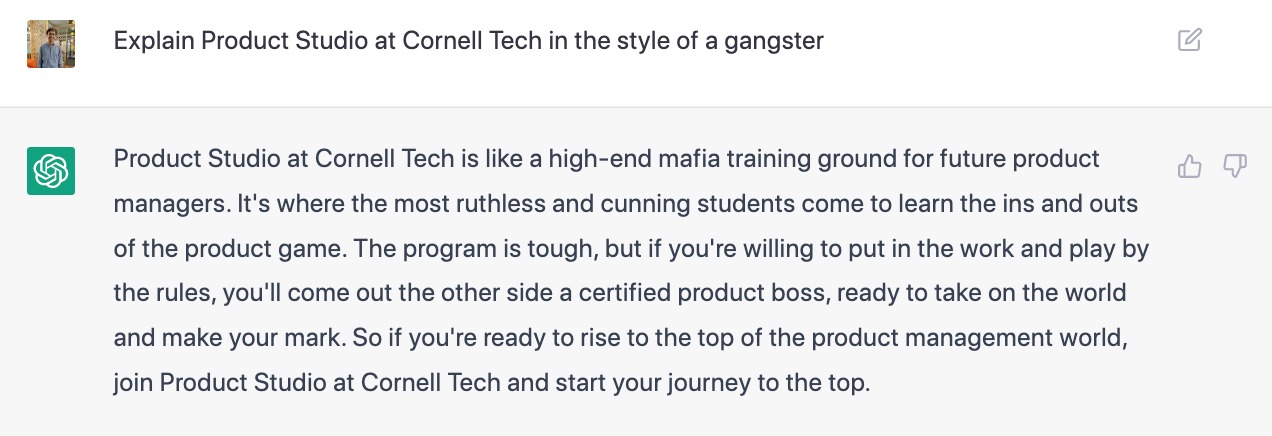 Explain Product Studio at Cornell Tech in the style of a gangster
Product Studio at Cornell Tech is like a high-end mafia training ground for future product
managers. It's where the most ruthless and cunning students come to learn the ins and outs
of the product game. The program is tough, but if you're willing to put in the work and play by
the rules, you'll come out the other side a certified product boss, ready to take on the world
and make your mark. So if you're ready to rise to the top of the product management world,
join Product Studio at Cornell Tech and start your journey to the top.